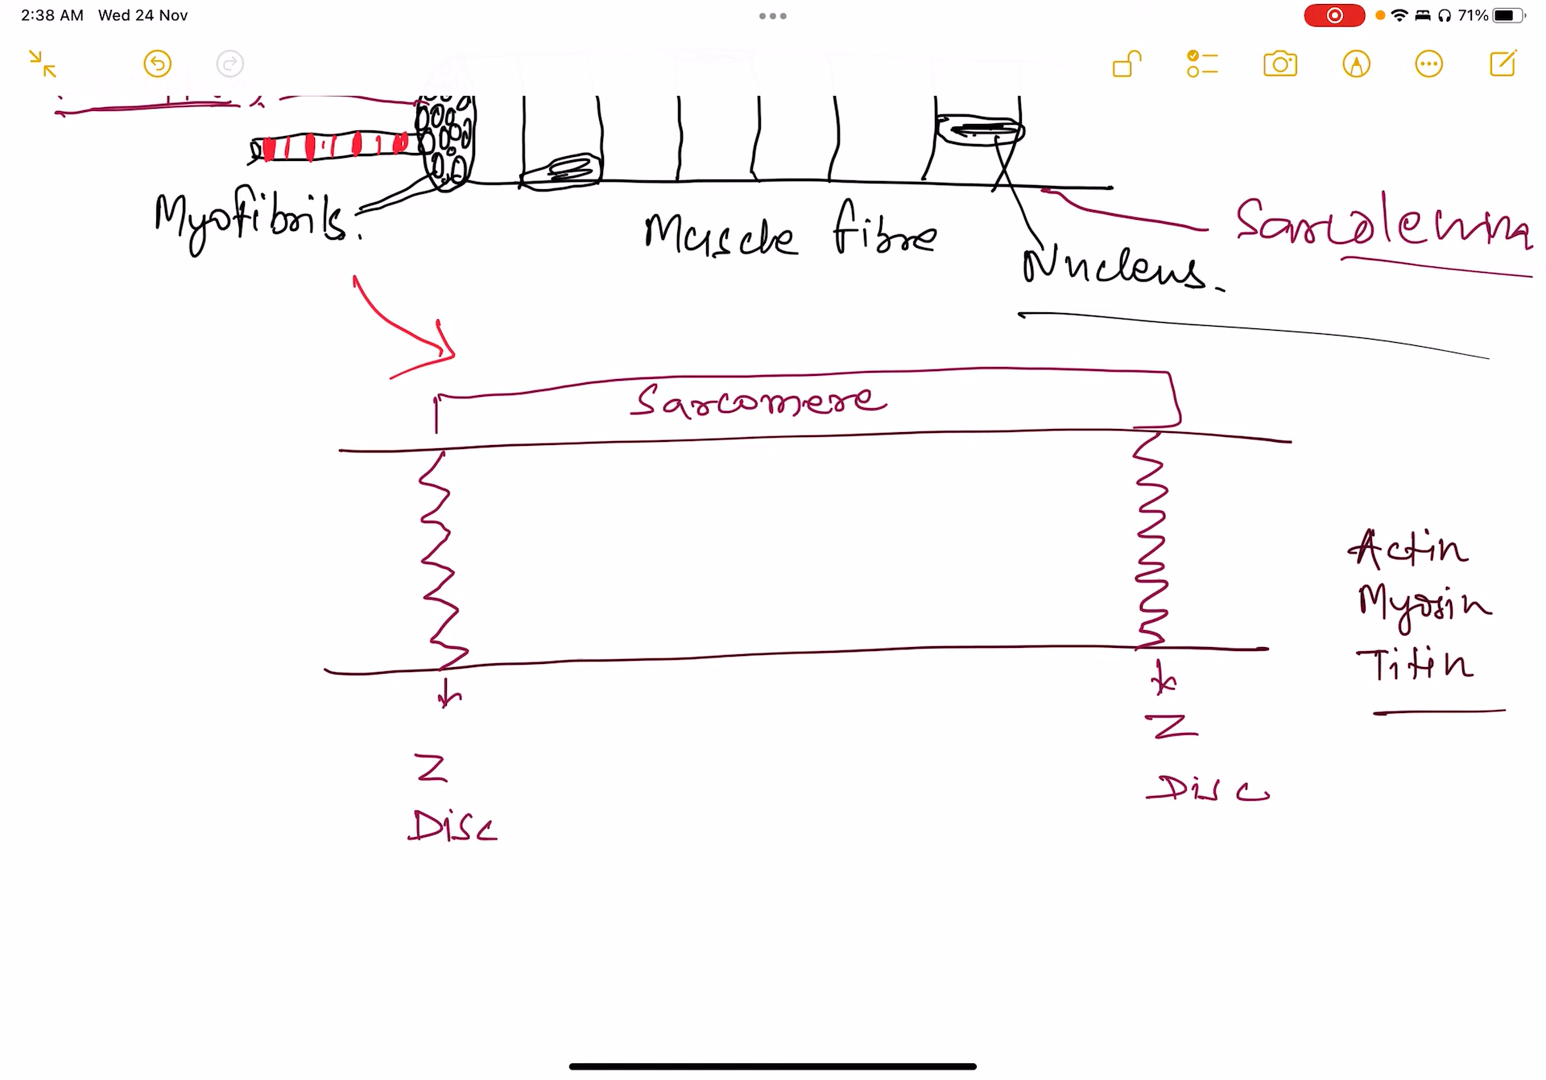 2:38 AM Wed 24 Nov
71%
Myofibrils.
Muscle fibre
Sarcolemma
Nucleus.
Sarcomere
Actin
Myosin
Titin
Z
Disc
Z
Disc